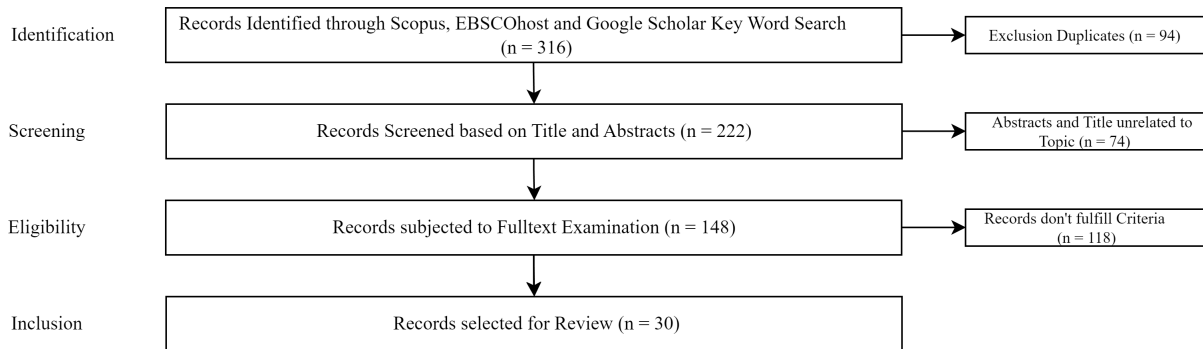 Identification
Records Identified through Scopus, EBSCOhost and Google Scholar Key Word Search
(n = 316)
Exclusion Duplicates (n = 94)
Screening
Records Screened based on Title and Abstracts (n = 222)
Abstracts and Title unrelated to
Topic (n = 74)
Eligibility
Records subjected to Fulltext Examination (n = 148)
Records don't fulfill Criteria
(n = 118)
Inclusion
Records selected for Review (n = 30)